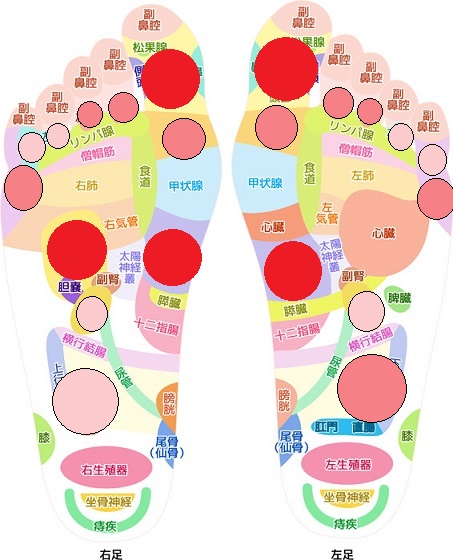 副
鼻腔
副
鼻腔
副
鼻腔
副
鼻腔
副
鼻腔
松果腺
リンパ腺
僧帽筋
右肺
食道
甲状腺
右気管
太陽
神経
叢
胆嚢
副腎
膵臓
十二指腸
横行結腸
上行
尿管
膀
胱
膝
尾骨
(仙骨)
右生殖器
坐骨神経
痔疾
右足
副
鼻腔
副
鼻腔
副
鼻腔
副
鼻腔
副
鼻腔
松果腺
リンパ腺
僧帽筋
左肺
食道
甲状腺
心臓
左
気管
心臓
太陽
神経
叢
副腎
脾臓
膵臓
十二指腸
横行結腸
下
尿管
膀
胱
肛門 直腸
膝
尾骨
(仙骨)
左生殖器
坐骨神経
痔疾
左足